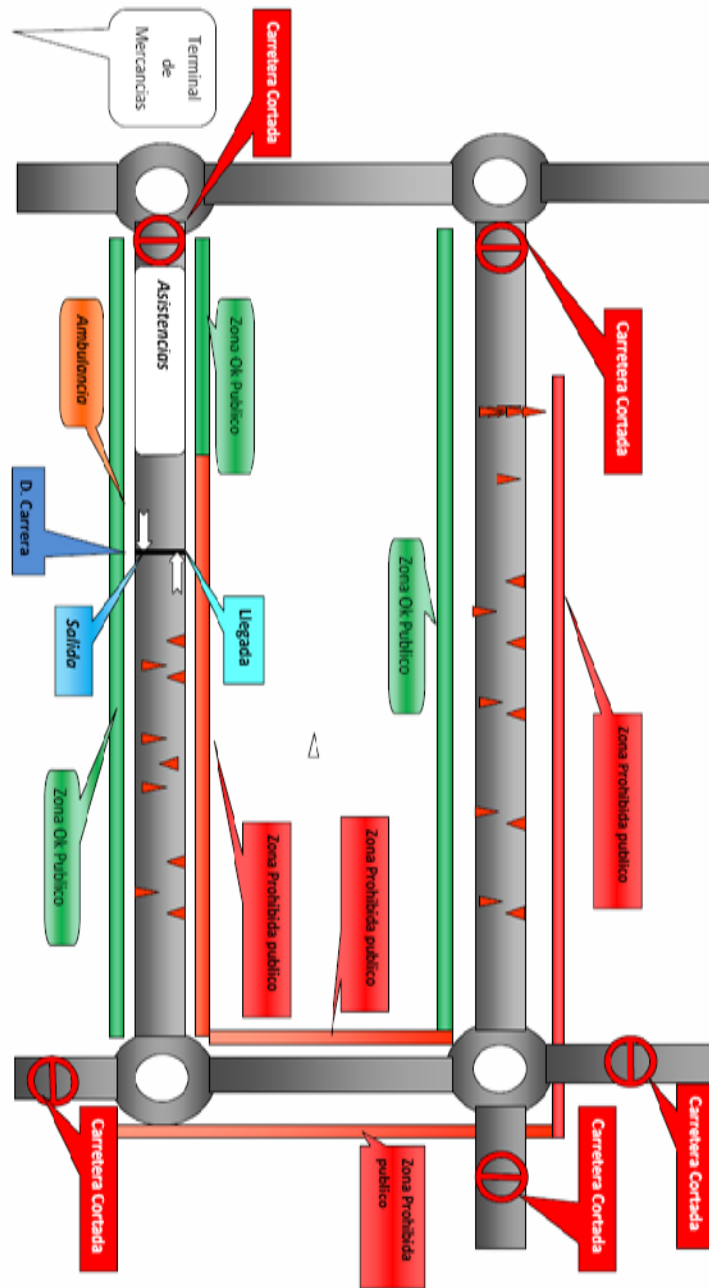 Carretera Cortada
Carretera Cortada
Zona Prohibida publico
Carretera Cortada
Zona Ok Publico
Zona Prohibida
publico
Zona Prohibida publico
Carretera Cortada
Zona Prohibida publico
Llegada
Zona Ok Publico
Terminal
de
Mercancias
Asistencias
Carretera Cortada
Ambulancia
Salida
Zona Ok Publico
D. Carrera